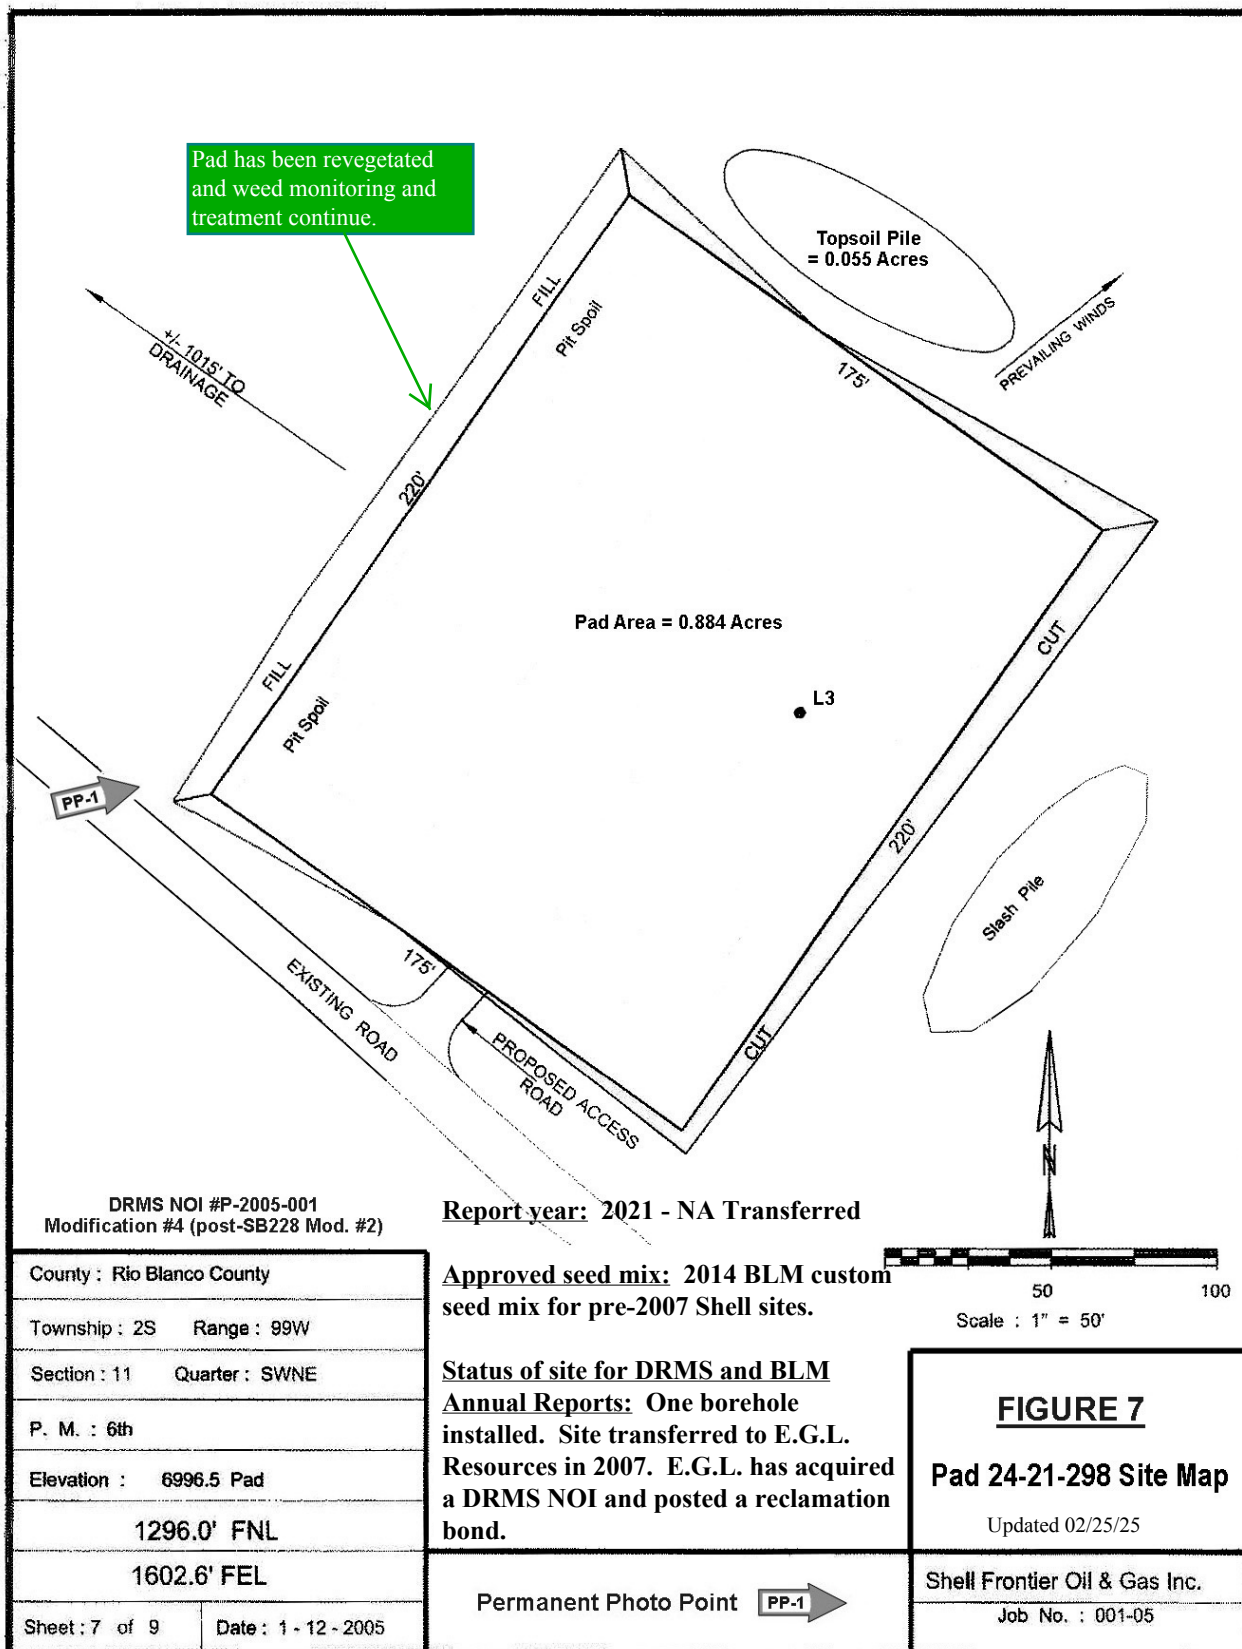 Pad has been revegetated
and weed monitoring and
treatment continue.
Topsoil Pile
= 0.055 Acres
FILL
Pit Spoil
+/- 1015' TO
DRAINAGE
PREVAILING WINDS
175'
220'
Pad Area = 0.884 Acres
CUT
L3
FILL
Pit Spoil
PP-1
220'
Slash Pile
175'
EXISTING ROAD
CUT
PROPOSED ACCESS
ROAD
N
DRMS NOI #P-2005-001
Modification #4 (post-SB228 Mod. #2)
Report year: 2021 - NA Transferred
Approved seed mix: 2014 BLM custom
seed mix for pre-2007 Shell sites.
Status of site for DRMS and BLM
Annual Reports: One borehole
installed. Site transferred to E.G.L.
Resources in 2007. E.G.L. has acquired
a DRMS NOI and posted a reclamation
bond.
50 100
Scale : 1" = 50'
County : Rio Blanco County
Township : 2S Range : 99W
Section : 11 Quarter : SWNE
P. M. : 6th
Elevation : 6996.5 Pad
1296.0' FNL
1602.6' FEL
Sheet : 7 of 9 Date : 1 - 12 - 2005
Permanent Photo Point PP-1
FIGURE 7
Pad 24-21-298 Site Map
Updated 02/25/25
Shell Frontier Oil & Gas Inc.
Job No. : 001-05